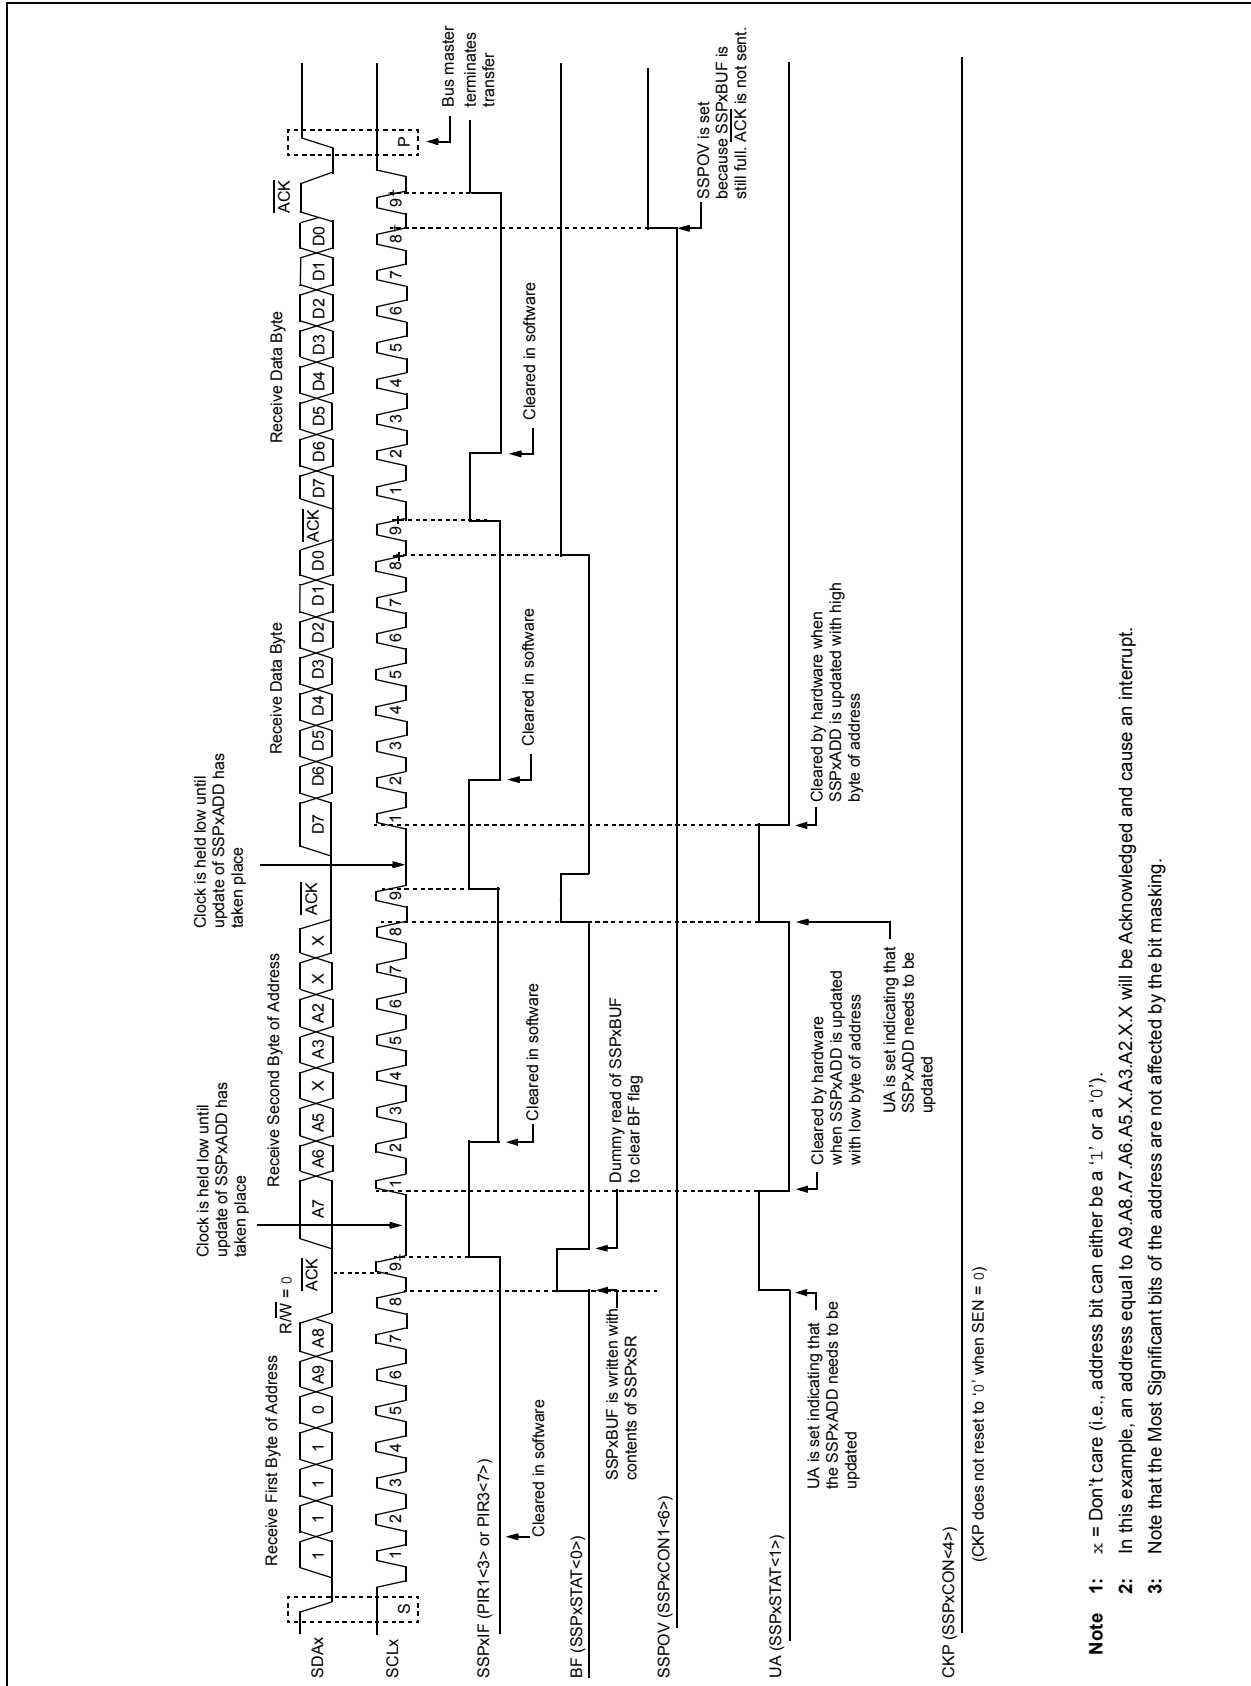 Receive First Byte of Address
R/W = 0
ACK
Clock is held low until
update of SSPxADD has
taken place
Receive Second Byte of Address
ACK
Clock is held low until
update of SSPxADD has
taken place
Receive Data Byte
ACK
Receive Data Byte
ACK
SDAx
1 1 1 1 0 A9 A8 A7 A6 A5 X A3 A2 X X D7 D6 D5 D4 D3 D2 D1 D0 D7 D6 D5 D4 D3 D2 D1 D0
SCLx
S 1 2 3 4 5 6 7 8 9 1 2 3 4 5 6 7 8 9 1 2 3 4 5 6 7 8 9 1 2 3 4 5 6 7 8 9 P
Bus master
terminates
transfer
SSPxIF (PIR1<3> or PIR3<7>)
Cleared in software
Cleared in software
Cleared in software
Cleared in software
BF (SSPxSTAT<0>)
SSPxBUF is written with
contents of SSPxSR
Dummy read of SSPxBUF
to clear BF flag
SSPOV (SSPxCON1<6>)
SSPOV is set
because SSPxBUF is
still full. ACK is not sent.
UA (SSPxSTAT<1>)
UA is set indicating that
the SSPxADD needs to be
updated
Cleared by hardware
when SSPxADD is updated
with low byte of address
UA is set indicating that
SSPxADD needs to be
updated
Cleared by hardware when
SSPxADD is updated with high
byte of address
CKP (SSPxCON<4>)
(CKP does not reset to ‘0’ when SEN = 0)
Note 1: x = Don't care (i.e., address bit can either be a ‘1’ or a ‘0’).
2: In this example, an address equal to A9.A8.A7.A6.A5.X.A3.A2.X.X will be Acknowledged and cause an interrupt.
3: Note that the Most Significant bits of the address are not affected by the bit masking.